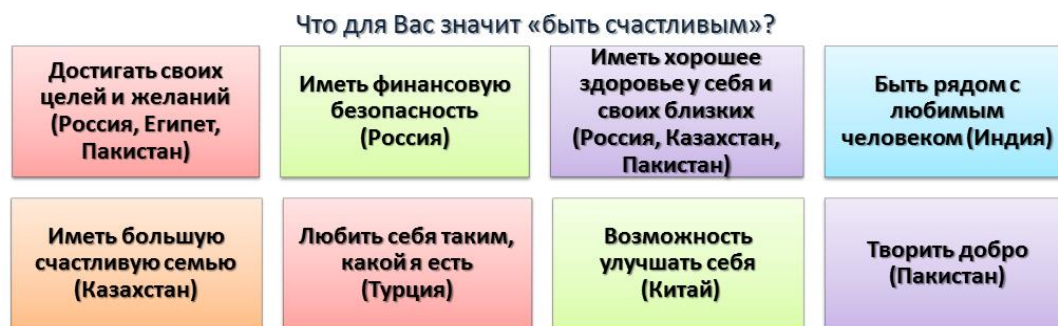 Что для Вас значит «быть счастливым»?
Достигать своих
целей и желаний
(Россия, Египет,
Пакистан)
Иметь финансовую
безопасность
(Россия)
Иметь хорошее
здоровье у себя и
своих близких
(Россия, Казахстан,
Пакистан)
Быть рядом с
любимым
человеком (Индия)
Иметь большую
счастливую семью
(Казахстан)
Любить себя таким,
какой я есть
(Турция)
Возможность
улучшать себя
(Китай)
Творить добро
(Пакистан)